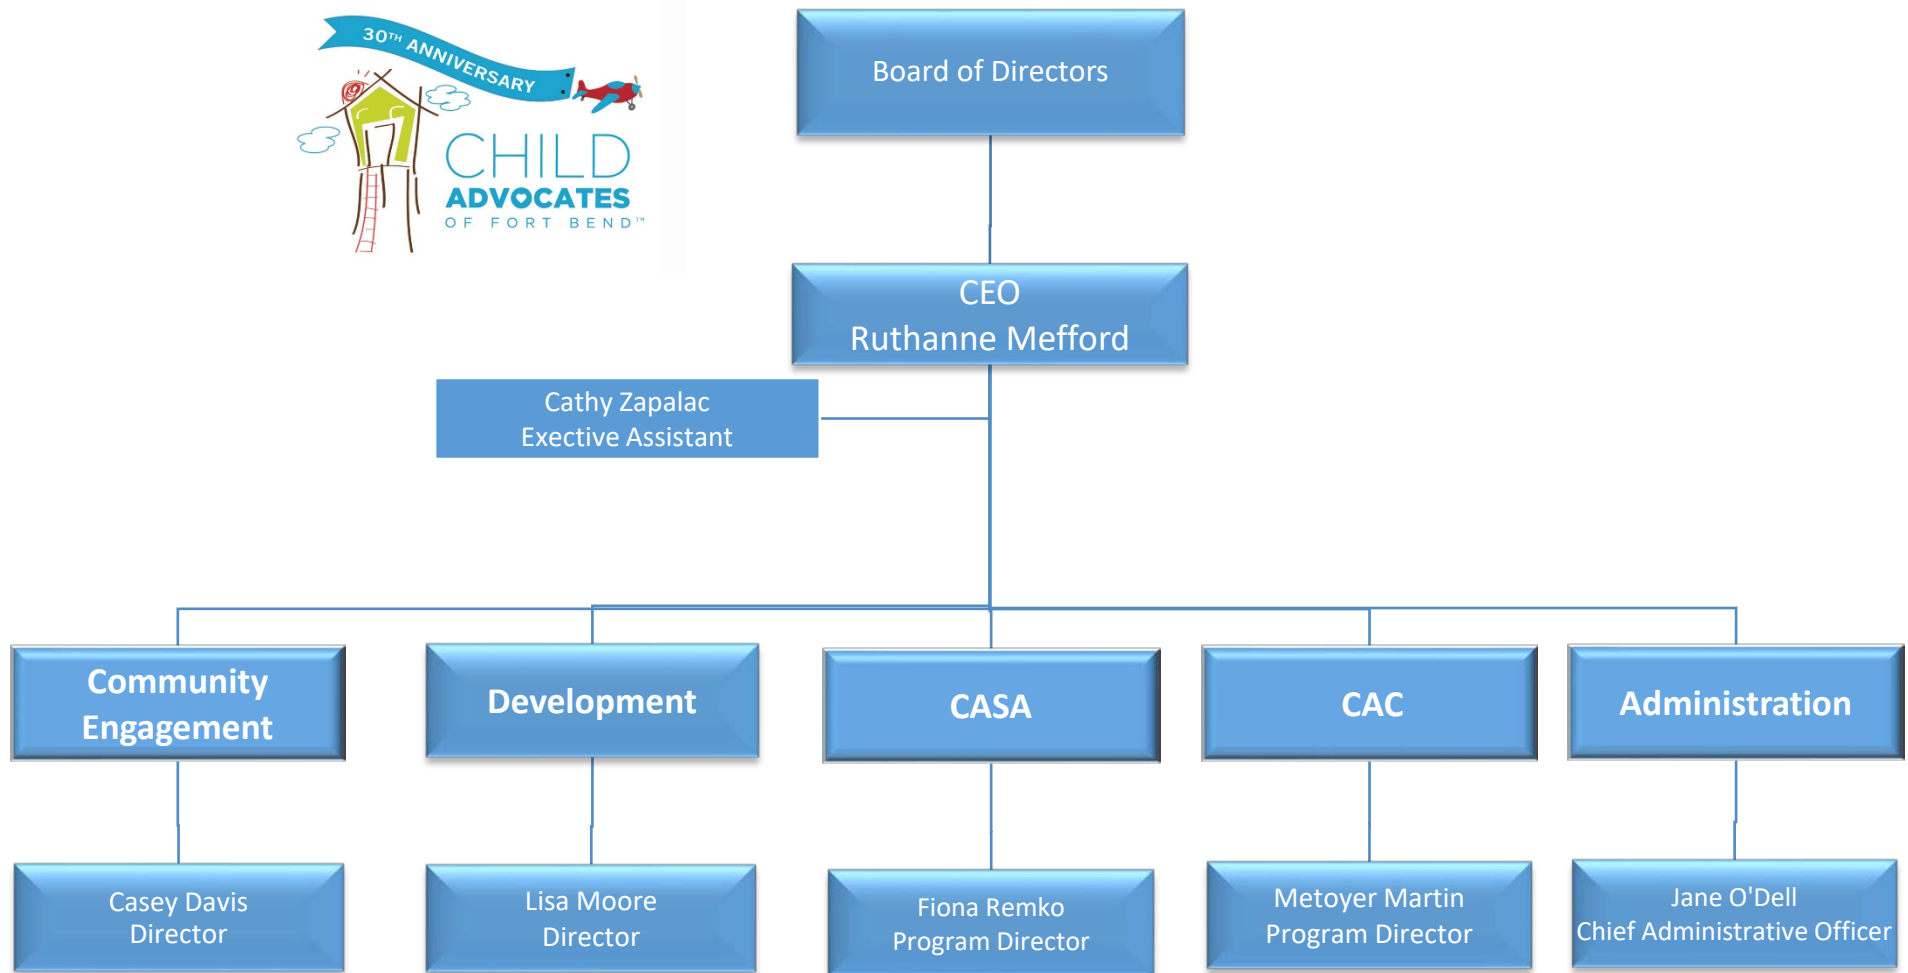 30TH ANNIVERSARY
CHILD
ADVOCATES
OF FORT BEND™
Board of Directors
CEO
Ruthanne Mefford
Cathy Zapalac
Exective Assistant
Community
Engagement
Development
CASA
CAC
Administration
Casey Davis
Director
Lisa Moore
Director
Fiona Remko
Program Director
Metoyer Martin
Program Director
Jane O'Dell
Chief Administrative Officer